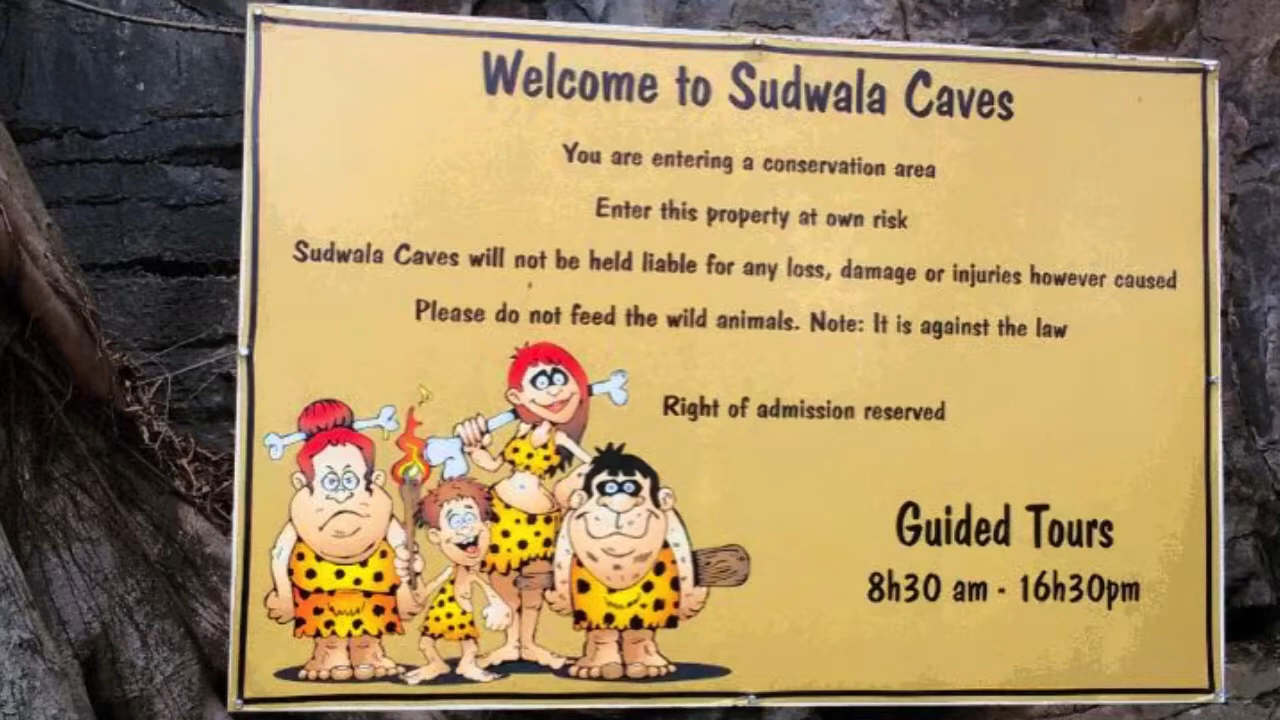 Welcome to Sudwala Caves
You are entering a conservation area
Enter this property at own risk
Sudwala Caves will not be held liable for any loss, damage or injuries however caused
Please do not feed the wild animals. Note: It is against the law
Right of admission reserved
Guided Tours
8h30 am - 16h30pm